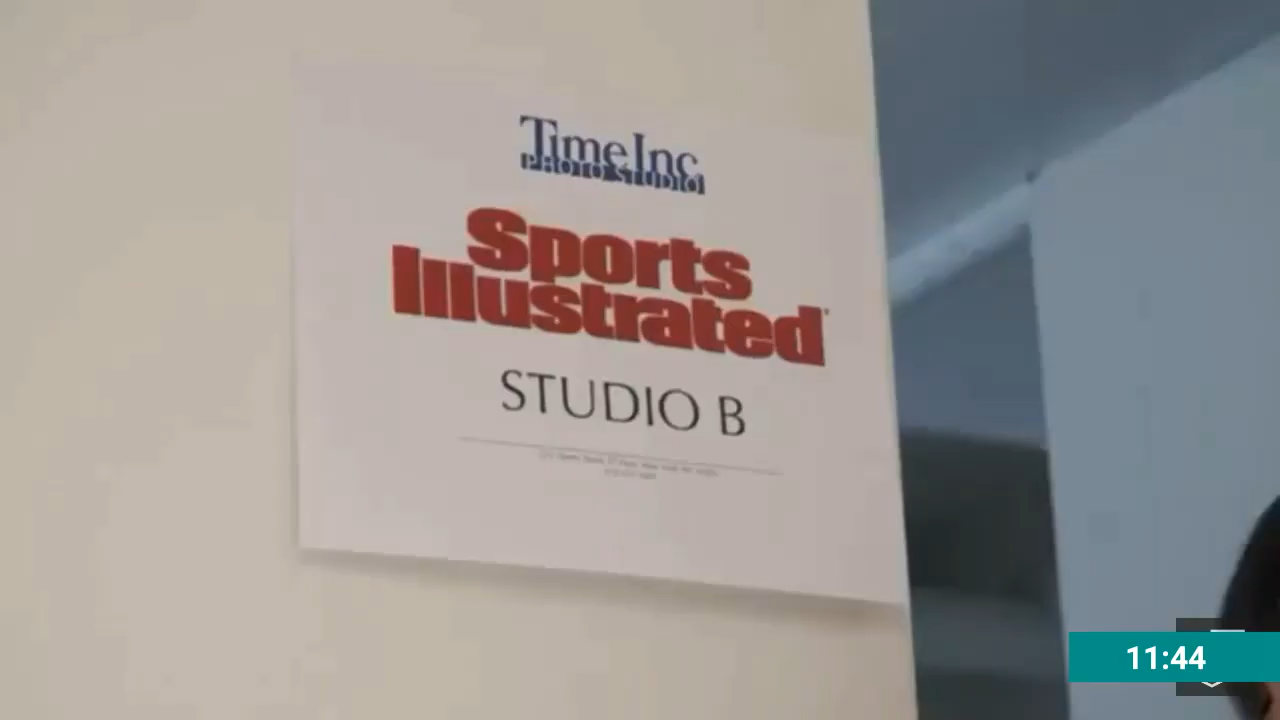 Time Inc
PHOTO STUDIO
Sports
Illustrated
STUDIO B
11:44